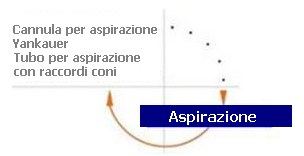 Cannula per aspirazione
Yankauer
Tubo per aspirazione
con raccordi coni
Aspirazione